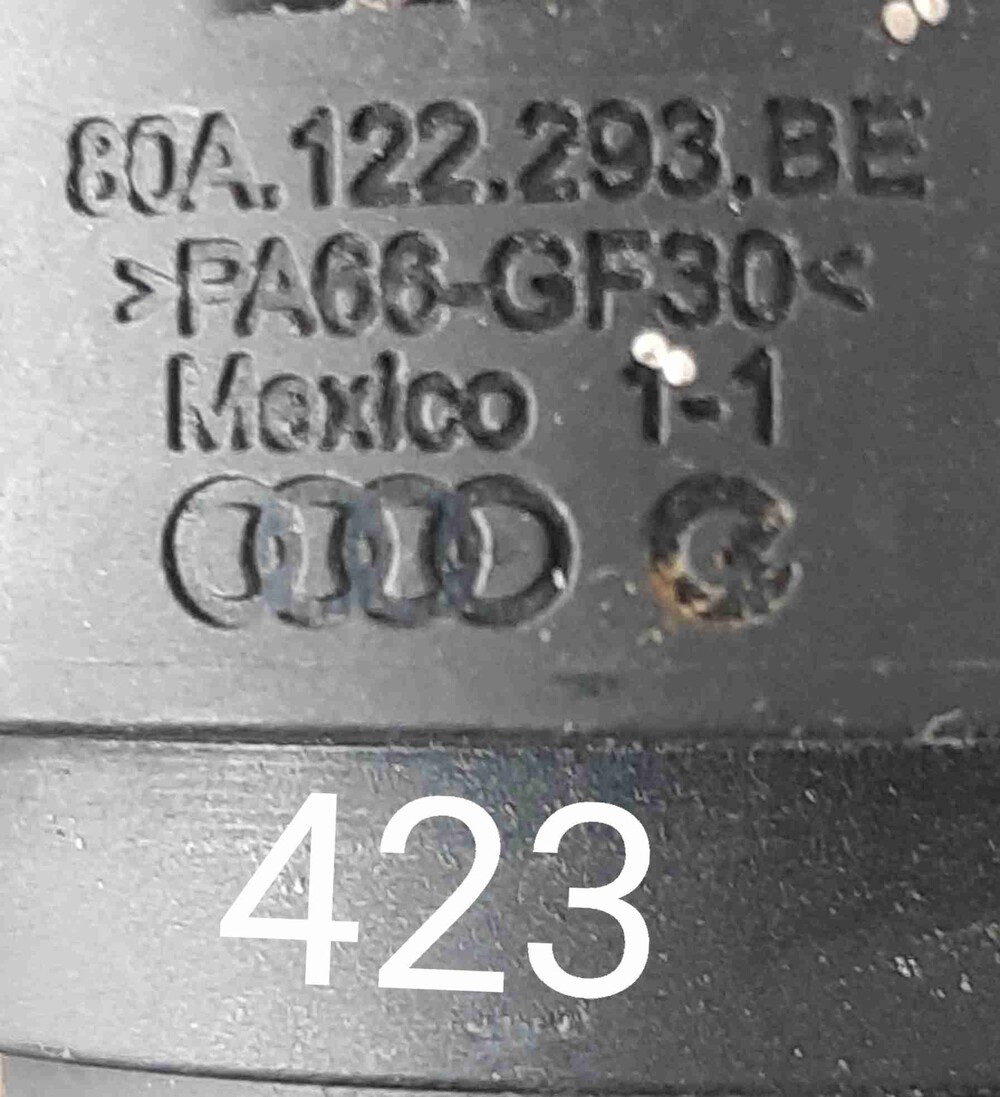 80A.122.293.BE
>PA66-GF30<
Mexico 1-1
423